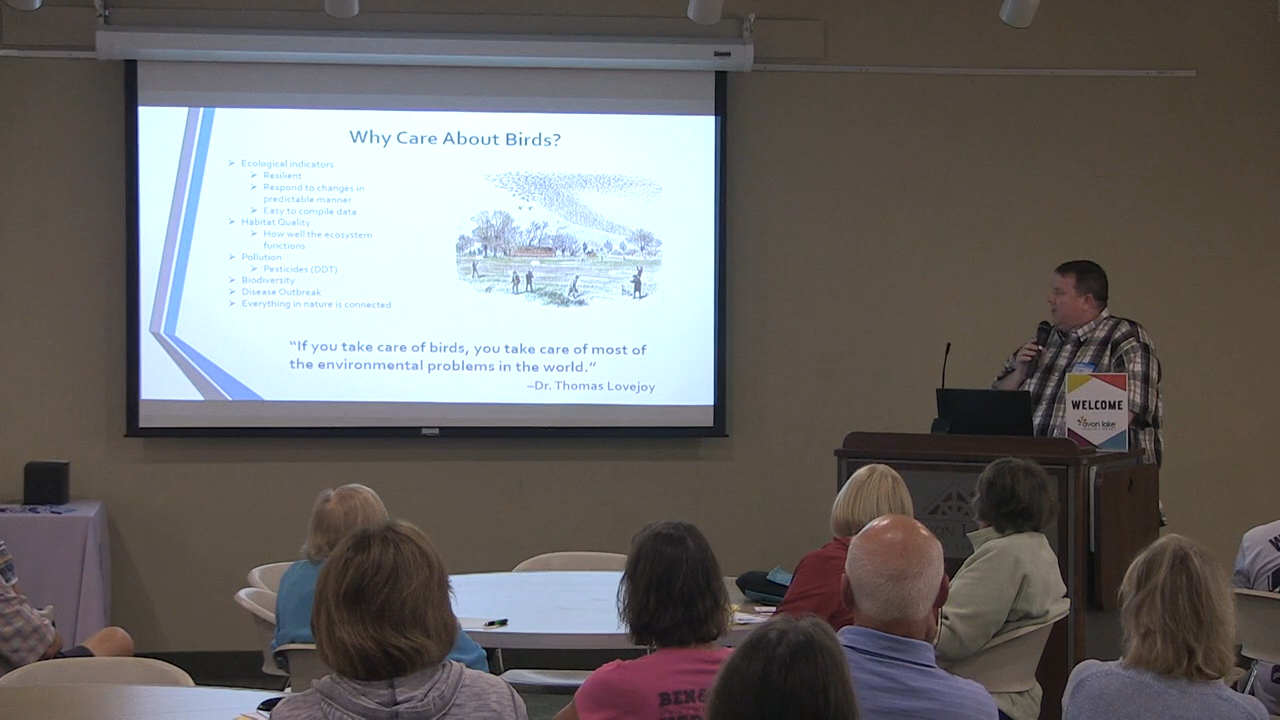 Why Care About Birds?
➢ Ecological indicators
➢ Resilient
➢ Respond to changes in
predictable manner
➢ Easy to compile data
➢ Habitat Quality
➢ How well the ecosystem
functions
➢ Pollution
➢ Pesticides (DDT)
➢ Biodiversity
➢ Disease Outbreak
➢ Everything in nature is connected
“If you take care of birds, you take care of most of
the environmental problems in the world.”
–Dr. Thomas Lovejoy
WELCOME
avon lake
BEN&